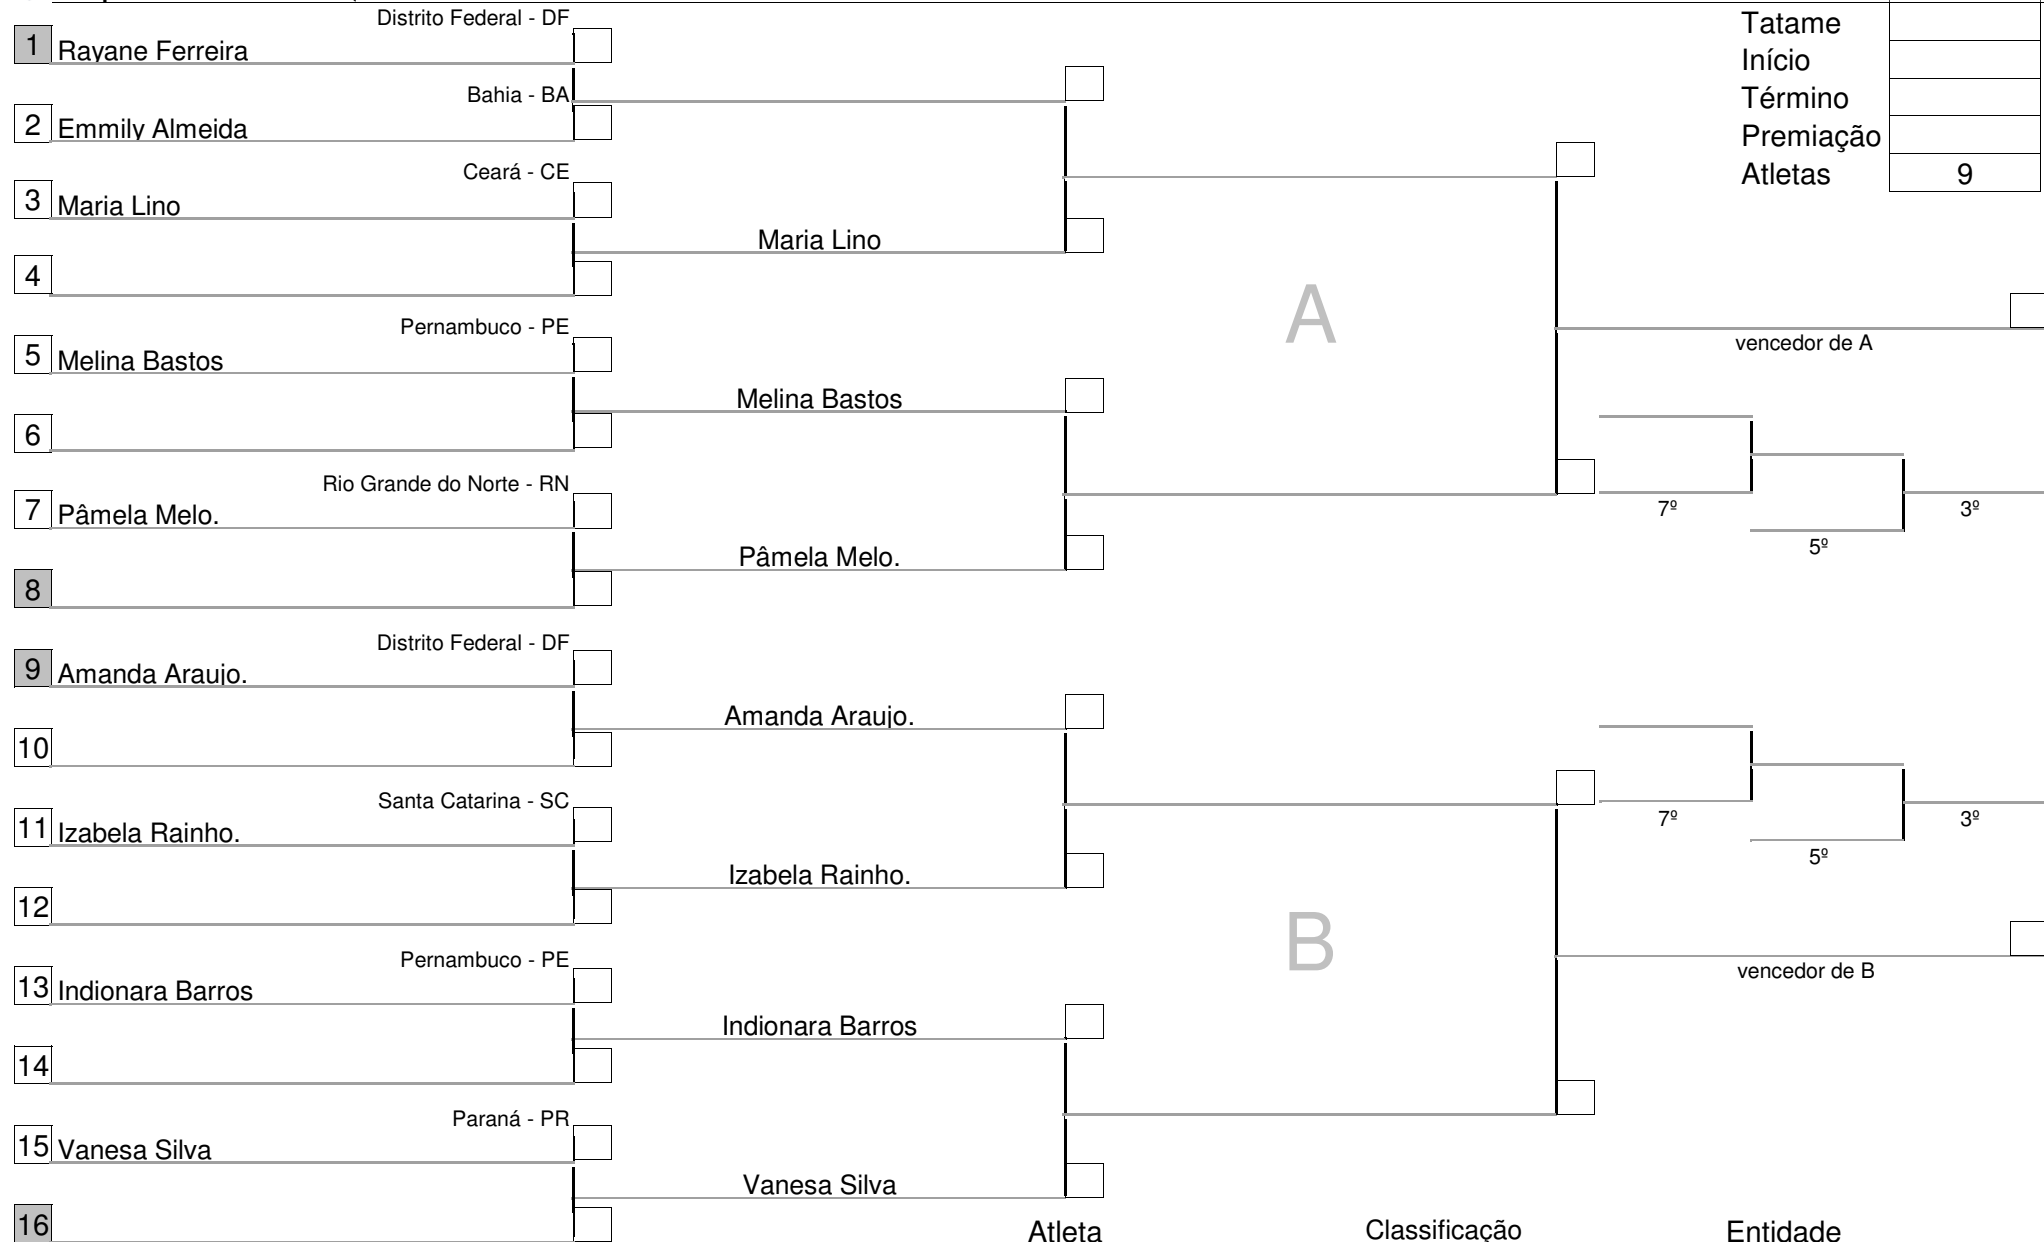 Distrito Federal - DF
1 Rayane Ferreira
Bahia - BA
2 Emmily Almeida
Ceará - CE
3 Maria Lino
Maria Lino
4
Pernambuco - PE
5 Melina Bastos
Melina Bastos
6
Rio Grande do Norte - RN
7 Pâmela Melo.
Pâmela Melo.
8
Distrito Federal - DF
9 Amanda Araujo.
Amanda Araujo.
10
Santa Catarina - SC
11 Izabela Rainho.
Izabela Rainho.
12
Pernambuco - PE
13 Indionara Barros
Indionara Barros
14
Paraná - PR
15 Vanesa Silva
Vanesa Silva
16
A
B
Tatame
Início
Término
Premiação
Atletas 9
vencedor de A
7º
5º
3º
7º
5º
3º
vencedor de B
Atleta Classificação Entidade